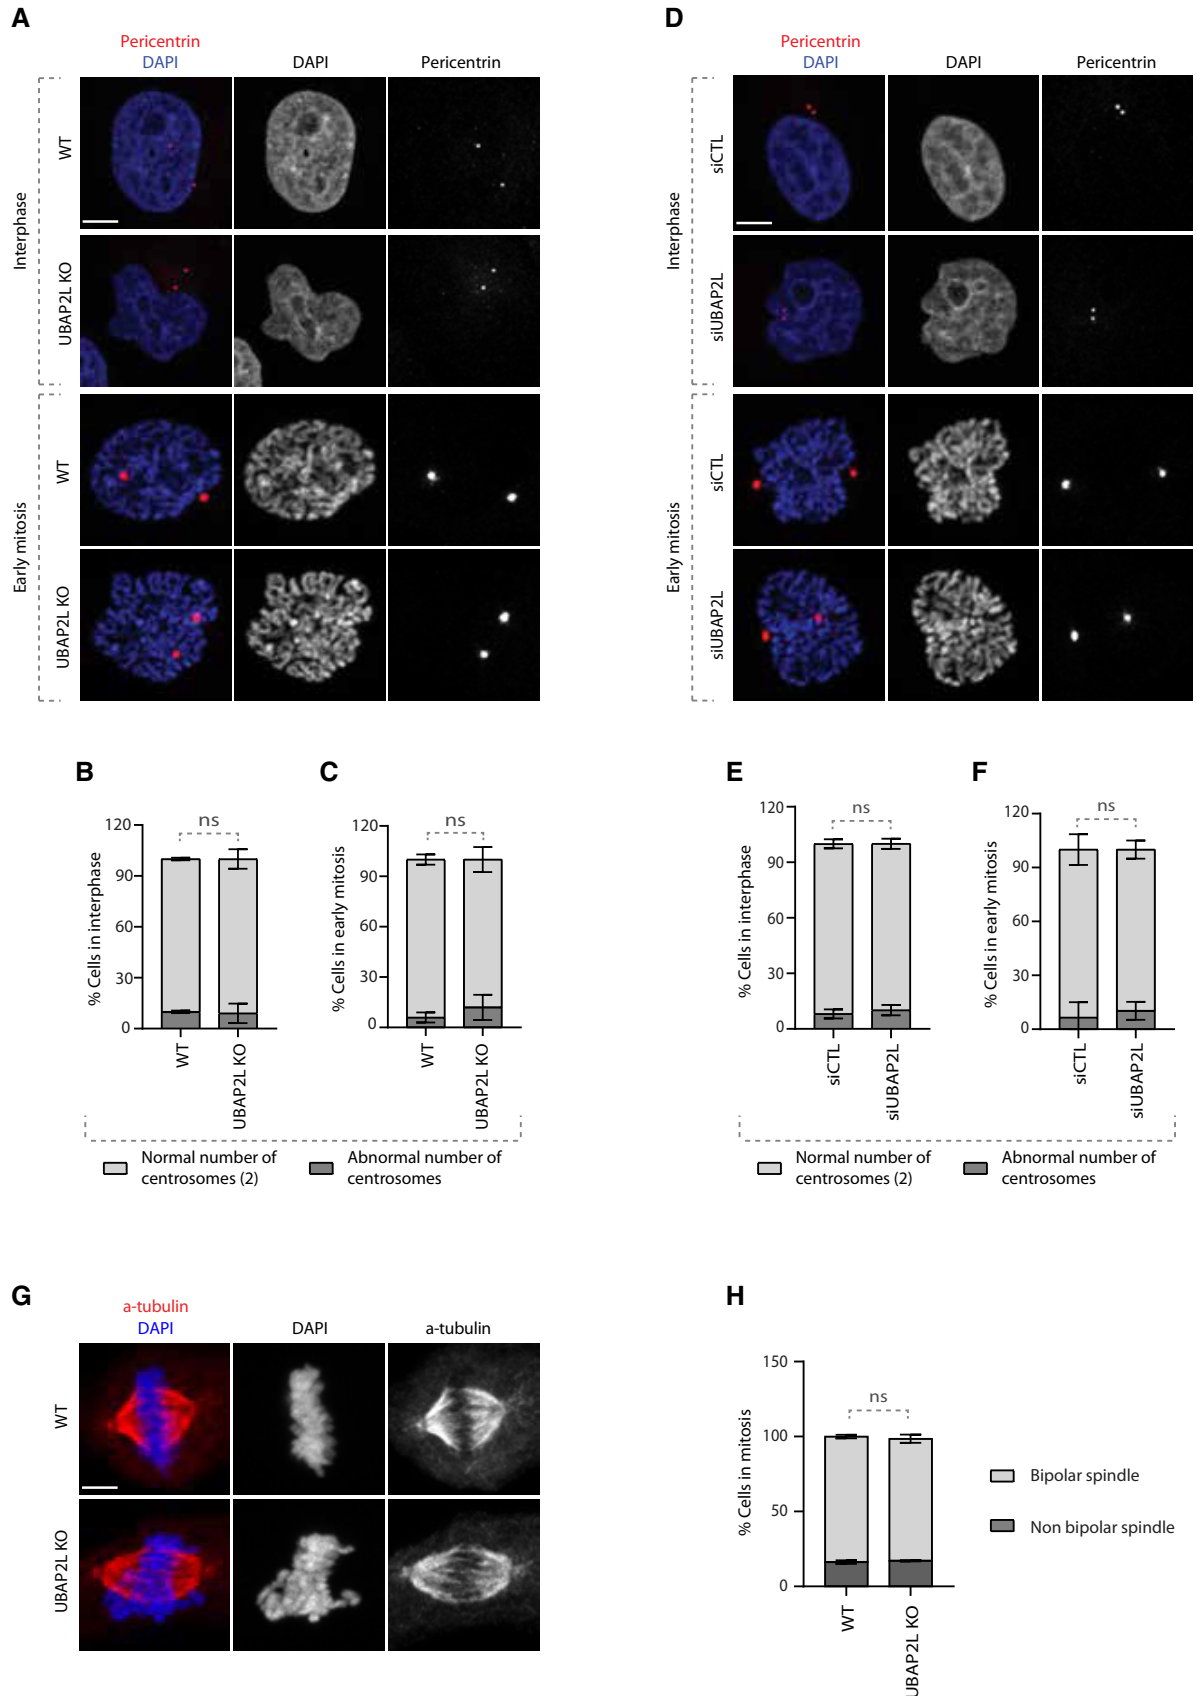 A
Pericentrin
DAPI
DAPI
Pericentrin
Interphase
WT
UBAP2L KO
Early mitosis
WT
UBAP2L KO
D
Pericentrin
DAPI
DAPI
Pericentrin
Interphase
siCTL
siUBAP2L
Early mitosis
siCTL
siUBAP2L
B
% Cells in interphase
120
90
60
30
0
ns
WT
UBAP2L KO
C
% Cells in early mitosis
120
90
60
30
0
ns
WT
UBAP2L KO
Normal number of
centrosomes (2)
Abnormal number of
centrosomes
E
% Cells in interphase
120
90
60
30
0
ns
siCTL
siUBAP2L
F
% Cells in early mitosis
120
90
60
30
0
ns
siCTL
siUBAP2L
Normal number of
centrosomes (2)
Abnormal number of
centrosomes
G
a-tubulin
DAPI
DAPI
a-tubulin
WT
UBAP2L KO
H
% Cells in mitosis
150
100
50
0
ns
WT
UBAP2L KO
Bipolar spindle
Non bipolar spindle